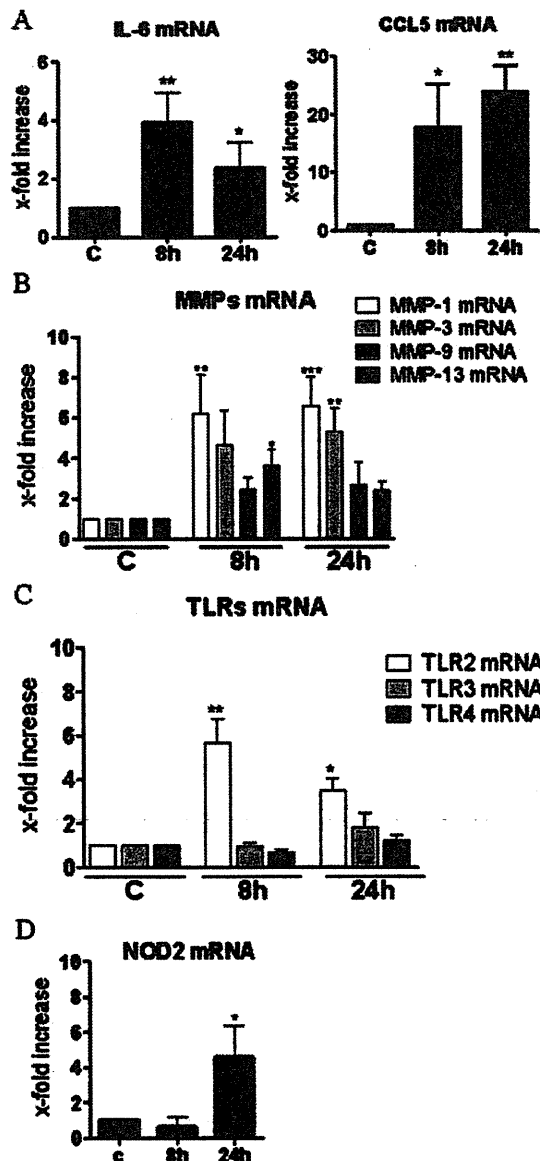 A
IL-6 mRNA
x-fold increase
6
4
2
0
**
*
C 8h 24h
CCL5 mRNA
x-fold increase
30
20
10
0
*
**
C 8h 24h
B
MMPs mRNA
MMP-1 mRNA
MMP-3 mRNA
MMP-9 mRNA
MMP-13 mRNA
x-fold increase
10
8
6
4
2
0
**
*
***
**
C 8h 24h
C
TLRs mRNA
TLR2 mRNA
TLR3 mRNA
TLR4 mRNA
x-fold increase
10
8
6
4
2
0
**
*
C 8h 24h
D
NOD2 mRNA
x-fold increase
10
8
6
4
2
0
*
c 8h 24h